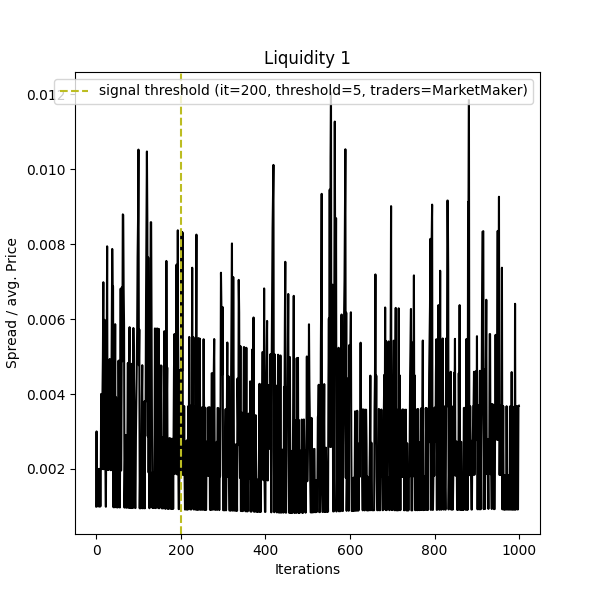 Liquidity 1
signal threshold (it=200, threshold=5, traders=MarketMaker)
0.012
0.010
0.008
0.006
0.004
0.002
Spread / avg. Price
0 200 400 600 800 1000
Iterations